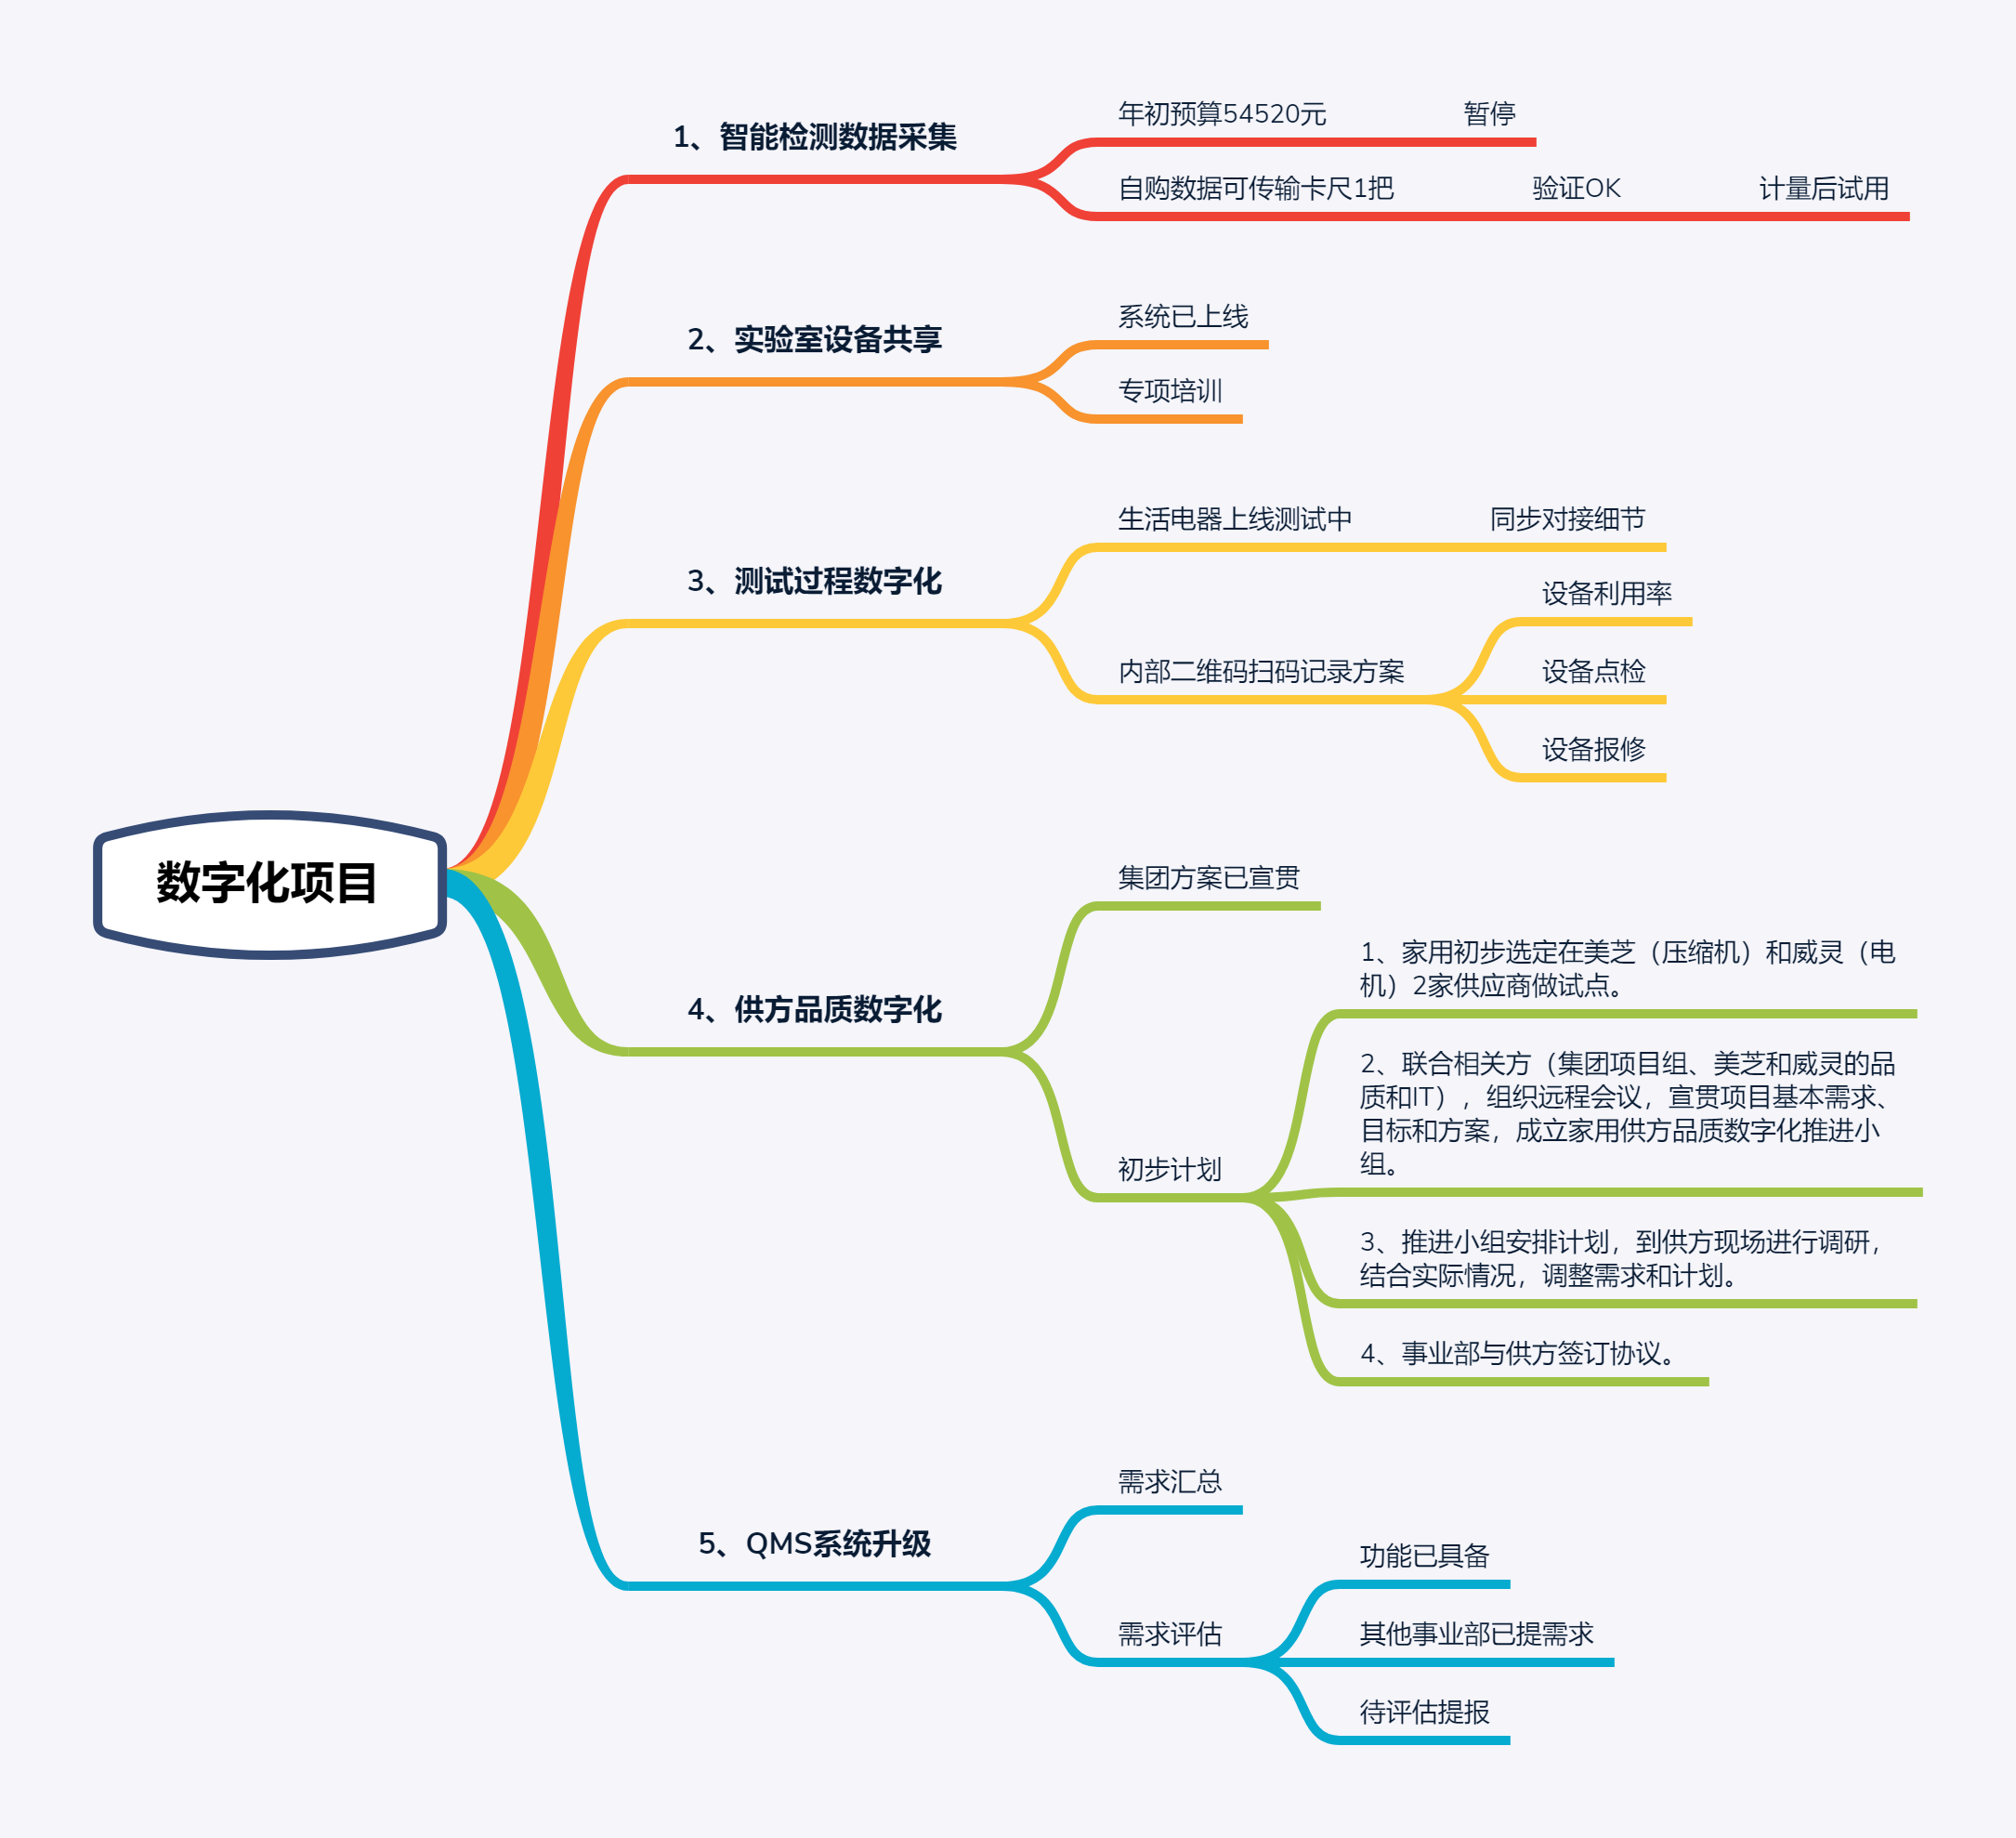 数字化项目
1、智能检测数据采集
年初预算54520元
暂停
自购数据可传输卡尺1把
验证OK
计量后试用
2、实验室设备共享
系统已上线
专项培训
3、测试过程数字化
生活电器上线测试中
同步对接细节
内部二维码扫码记录方案
设备利用率
设备点检
设备报修
4、供方品质数字化
集团方案已宣贯
初步计划
1、家用初步选定在美芝（压缩机）和威灵（电
机）2家供应商做试点。
2、联合相关方（集团项目组、美芝和威灵的品
质和IT），组织远程会议，宣贯项目基本需求、
目标和方案，成立家用供方品质数字化推进小
组。
3、推进小组安排计划，到供方现场进行调研，
结合实际情况，调整需求和计划。
4、事业部与供方签订协议。
5、QMS系统升级
需求汇总
需求评估
功能已具备
其他事业部已提需求
待评估提报